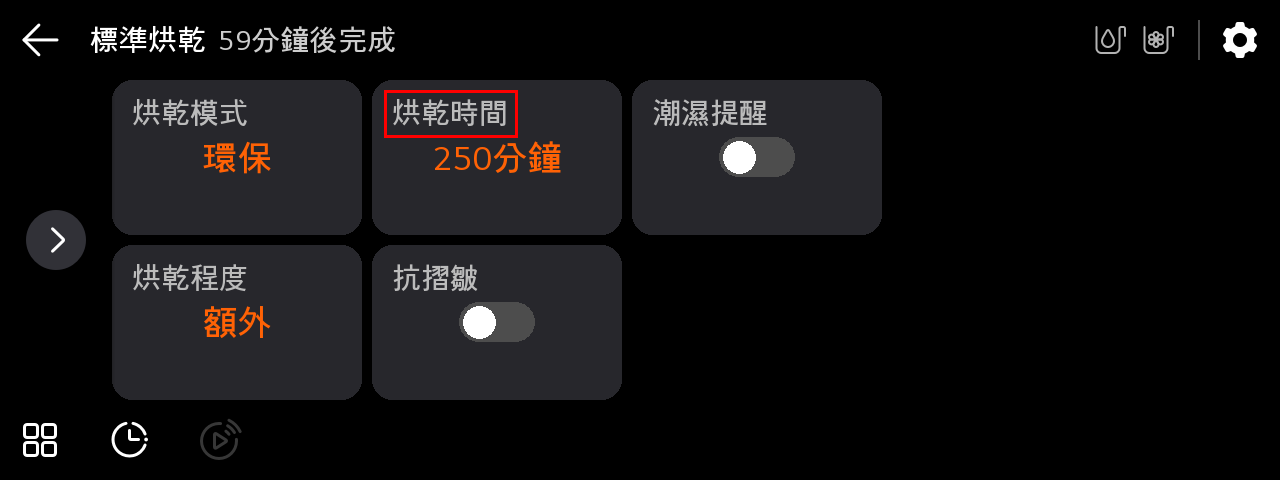 標準烘乾 59分鐘後完成
烘乾模式
環保
烘乾時間
250分鐘
潮濕提醒
烘乾程度
額外
抗摺皺